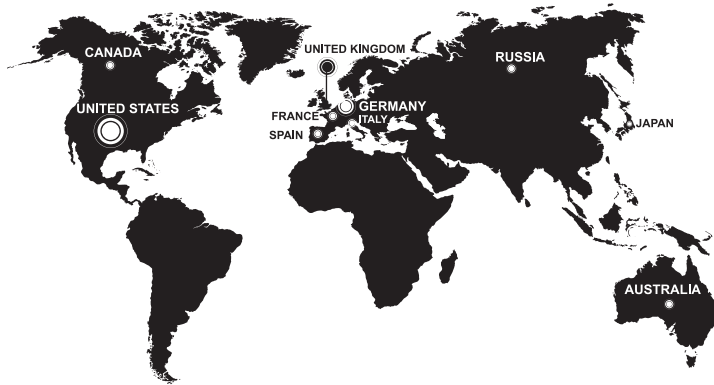 CANADA
UNITED KINGDOM
RUSSIA
UNITED STATES
GERMANY
FRANCE
ITALY
JAPAN
SPAIN
AUSTRALIA